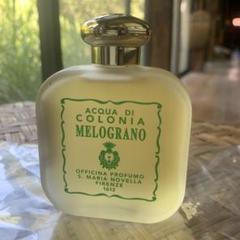 ACQUA DI
COLONIA
MELOGRANO
OFFICINA PROFUMO
S. MARIA NOVELLA
FIRENZE
1612